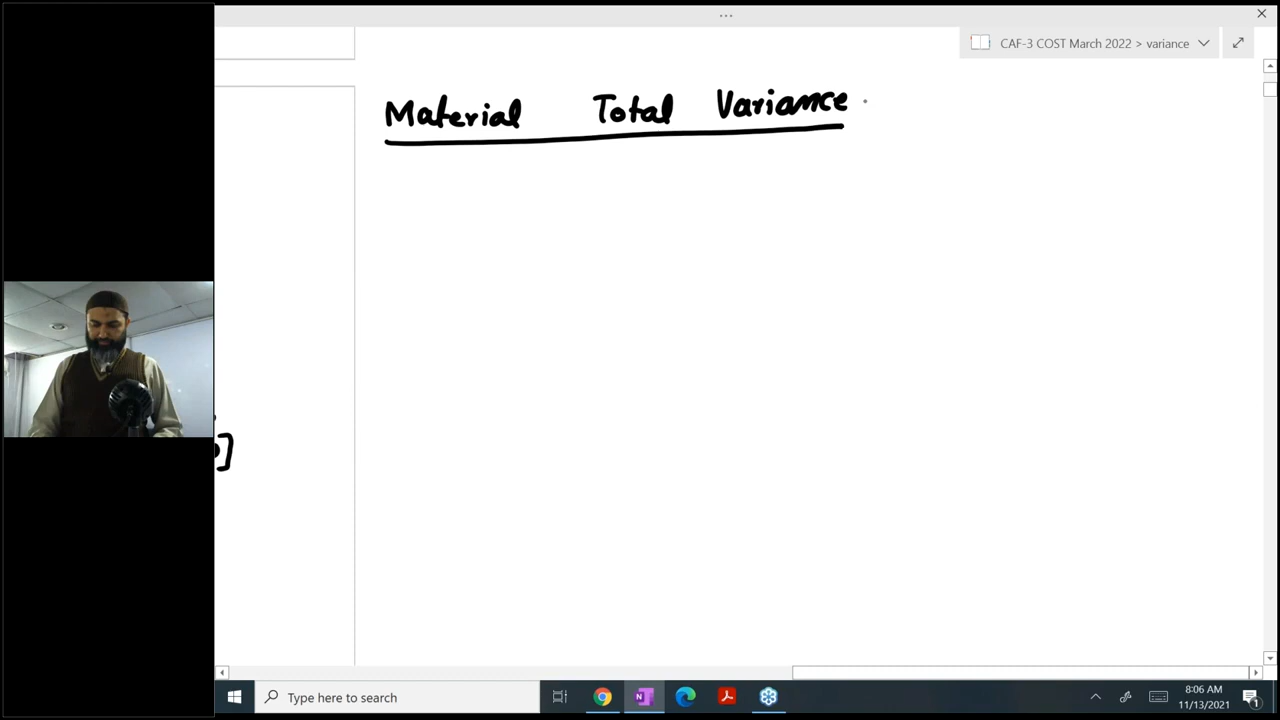 CAF-3 COST March 2022 > variance
Material Total Variance
]
Type here to search
8:06 AM
11/13/2021
1